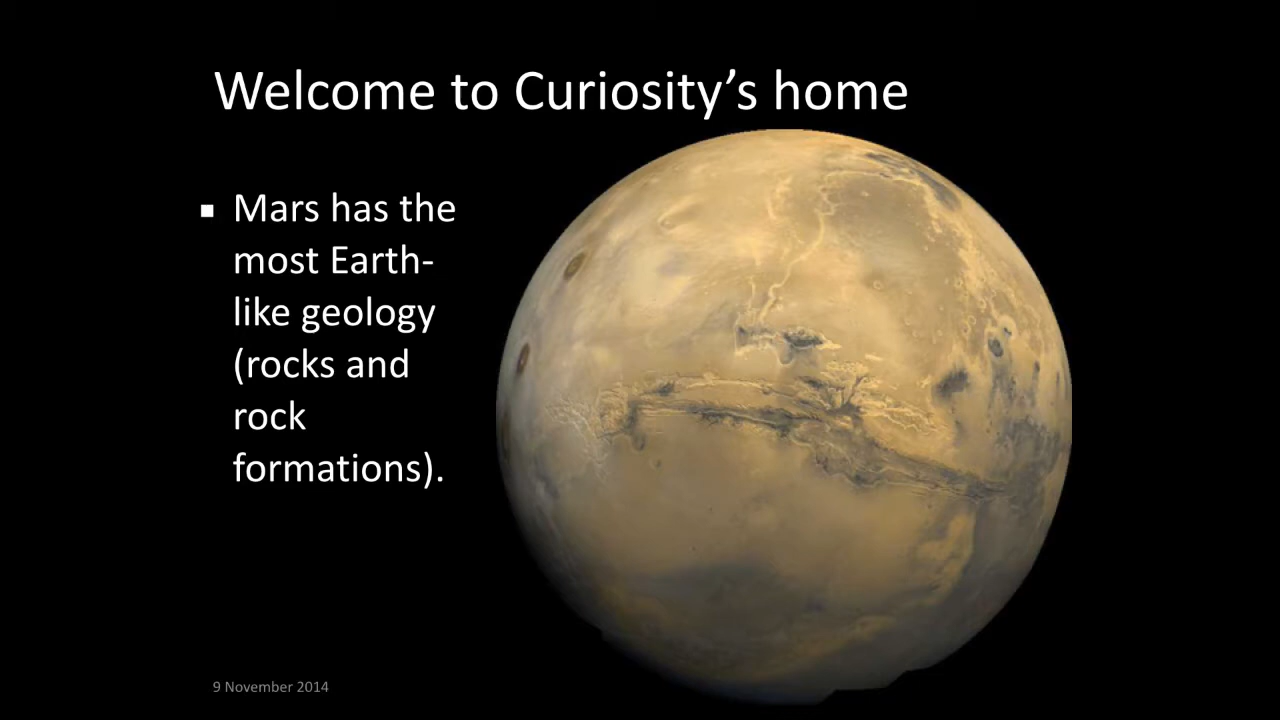 Welcome to Curiosity’s home
▪ Mars has the
most Earth-
like geology
(rocks and
rock
formations).
9 November 2014